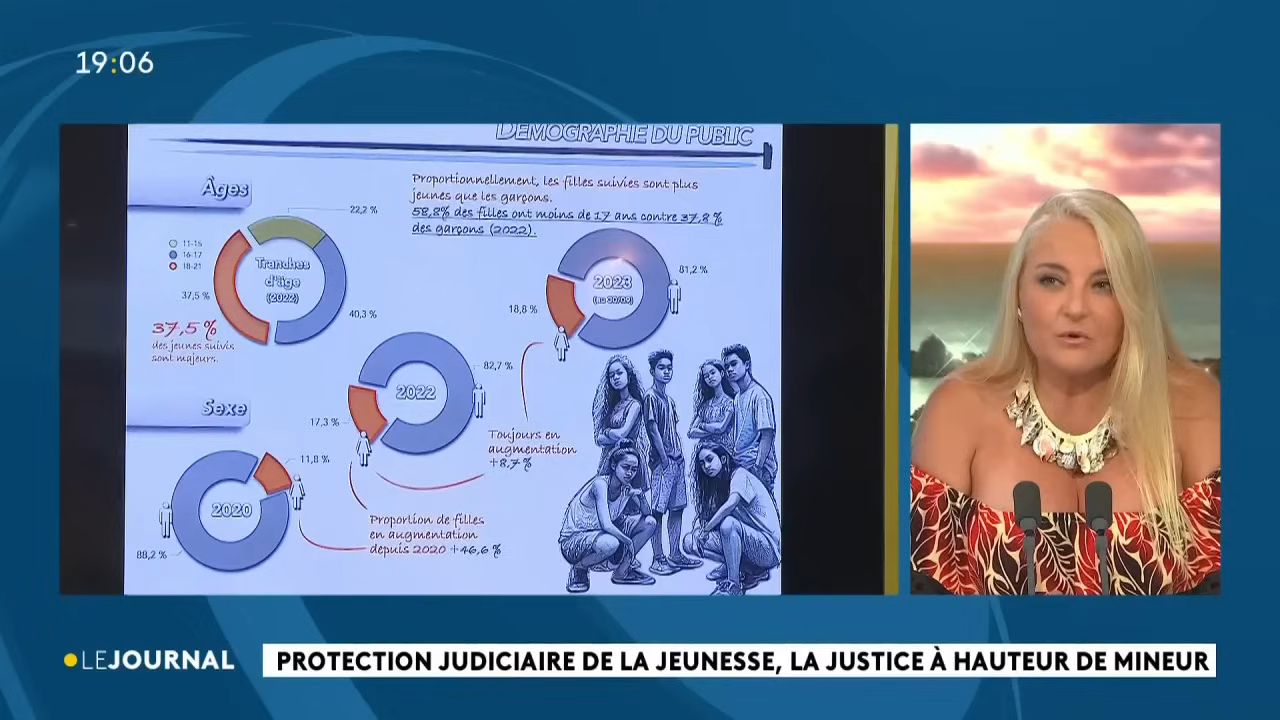 19:06
DÉMOGRAPHIE DU PUBLIC
Âges
Proportionnellement, les filles suivies sont plus
jeunes que les garçons.
58,8% des filles ont moins de 17 ans contre 37,8 %
des garçons (2022).
22,2 %
11-15
16-17
18-21
Tranches
d'âge
(2022)
37,5 %
40,3 %
37,5 %
des jeunes suivis
sont majeurs.
2023
(au 30/09)
81,2 %
18,8 %
2022
82,7 %
17,3 %
Sexe
Toujours en
augmentation
+8,7 %
2020
11,8 %
88,2 %
Proportion de filles
en augmentation
depuis 2020 +46,6 %
LEJOURNAL
PROTECTION JUDICIAIRE DE LA JEUNESSE, LA JUSTICE À HAUTEUR DE MINEUR